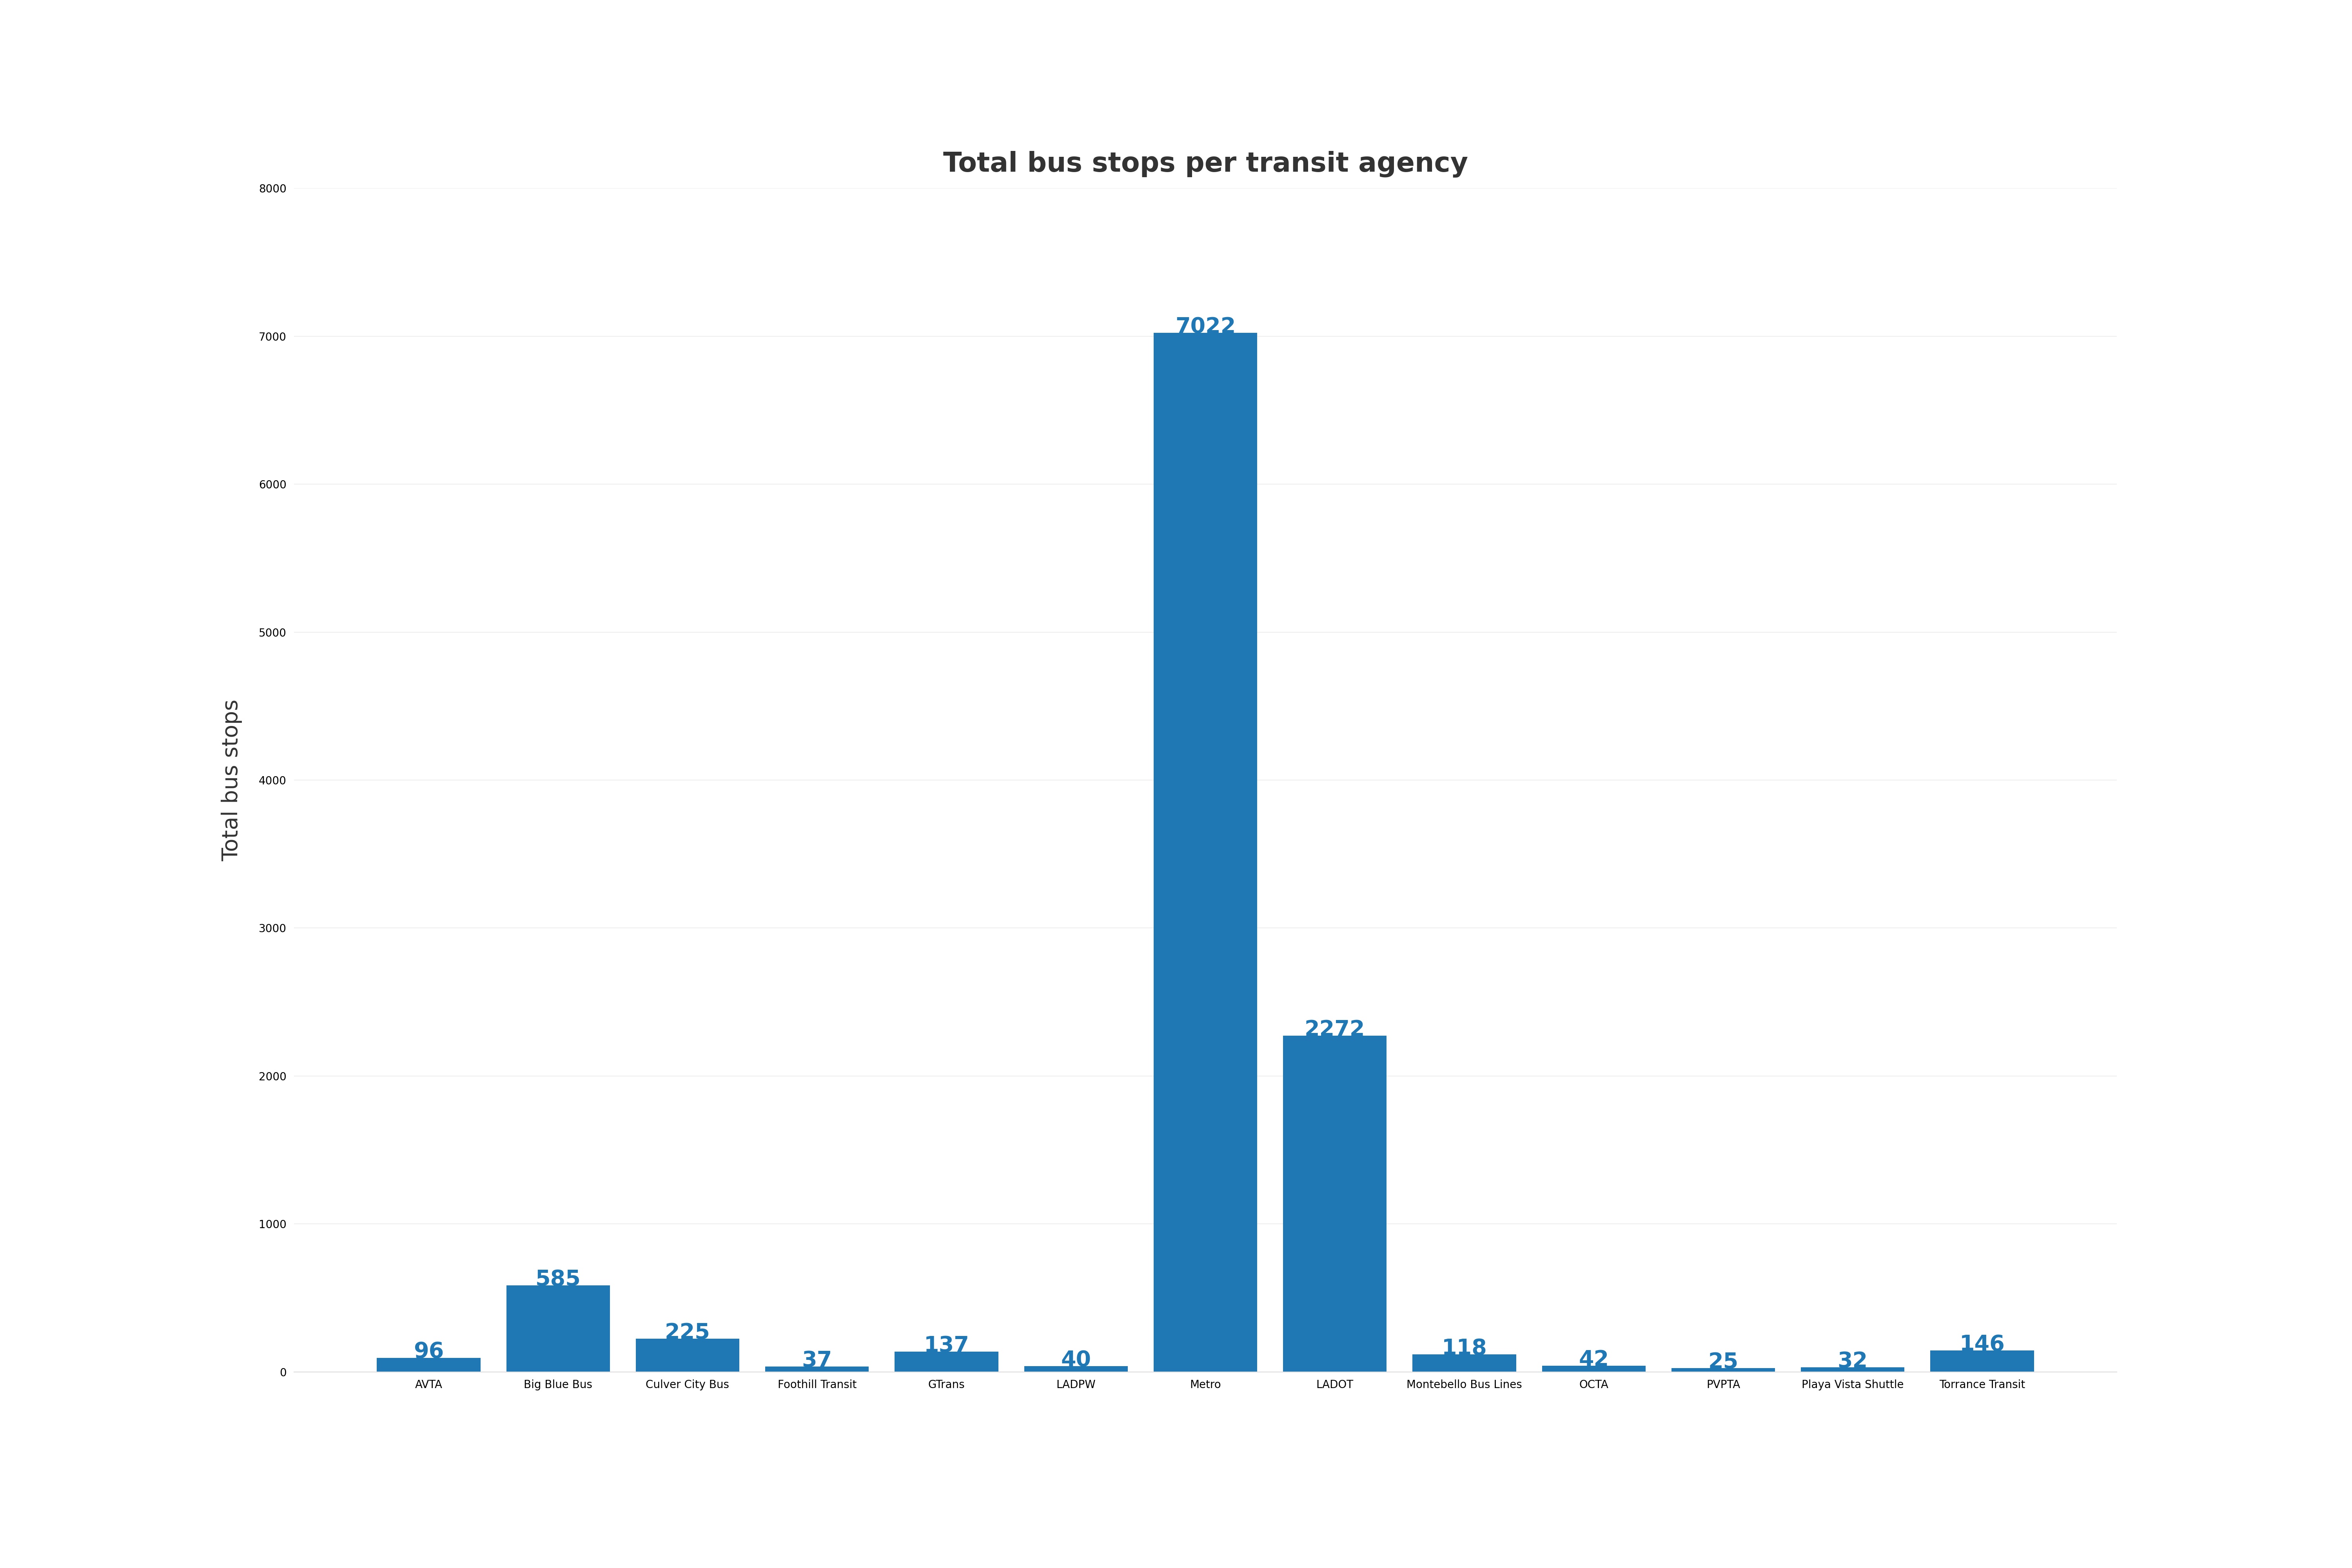 Total bus stops per transit agency
Total bus stops
8000
7000
6000
5000
4000
3000
2000
1000
0
96
585
225
37
137
40
7022
2272
118
42
25
32
146
AVTA
Big Blue Bus
Culver City Bus
Foothill Transit
GTrans
LADPW
Metro
LADOT
Montebello Bus Lines
OCTA
PVPTA
Playa Vista Shuttle
Torrance Transit